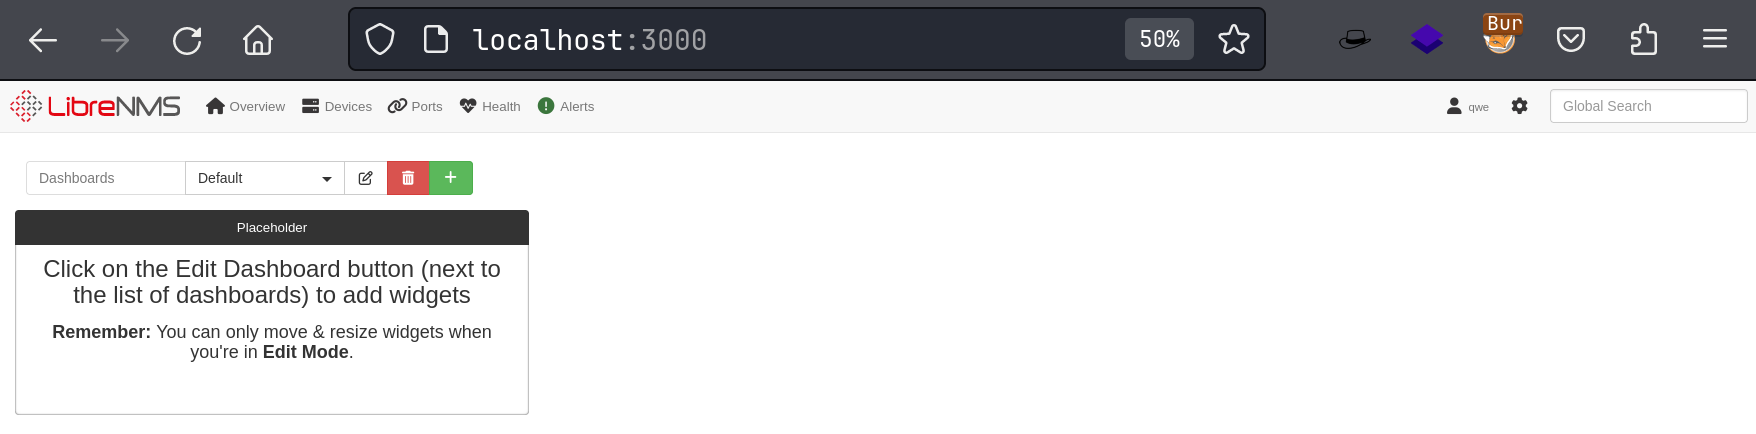 Bur
localhost:3000 50%
LibreNMS Overview Devices Ports Health Alerts qwe Global Search
Dashboards Default
Placeholder
Click on the Edit Dashboard button (next to
the list of dashboards) to add widgets
Remember: You can only move & resize widgets when
you're in Edit Mode.